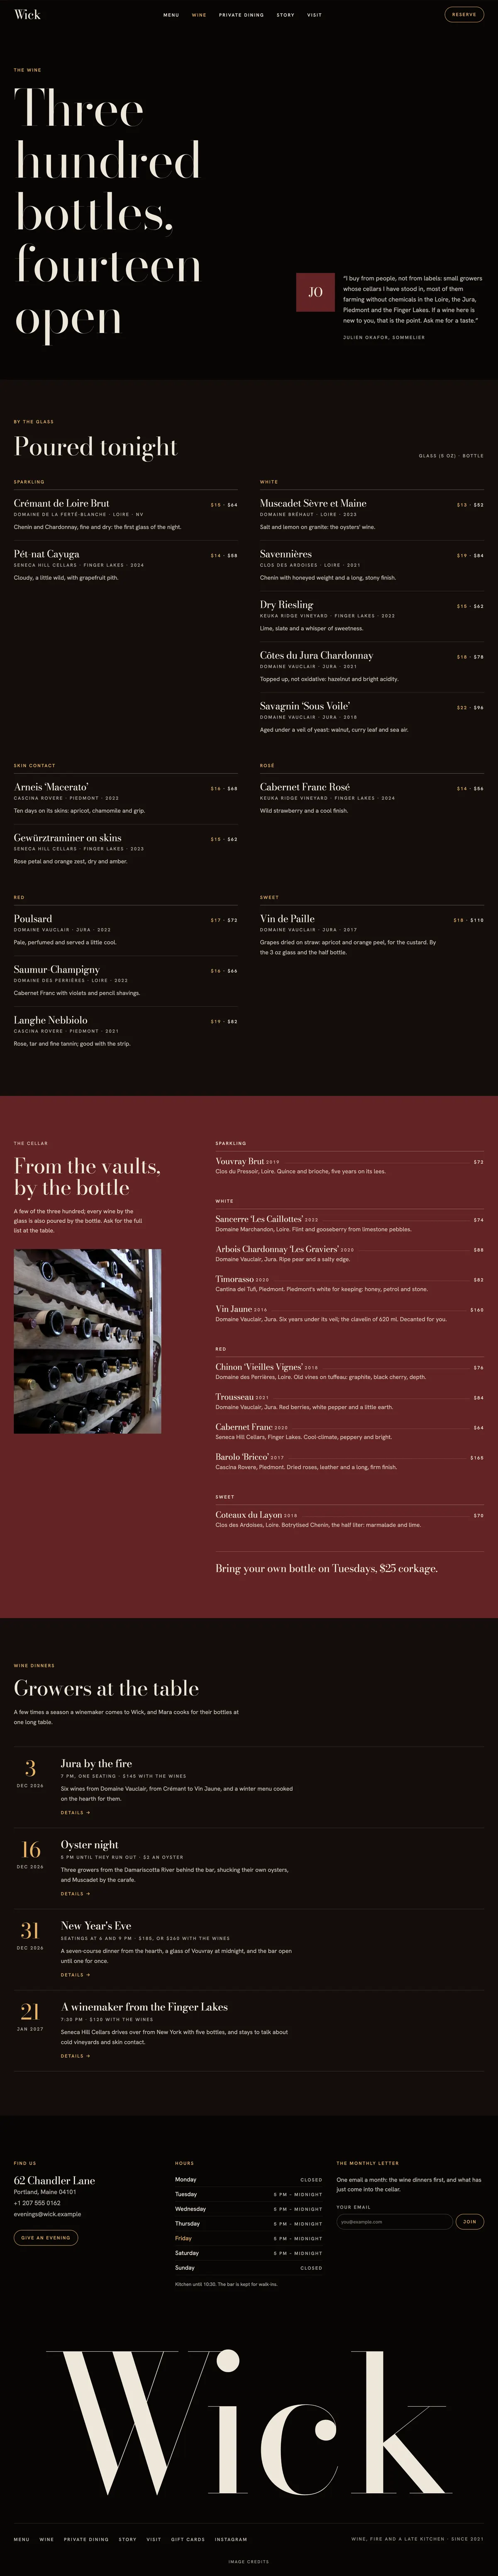 Wick
MENU WINE PRIVATE DINING STORY VISIT
RESERVE
THE WINE
Three
hundred
bottles,
fourteen
open
JO
“I buy from people, not from labels: small growers
whose cellars I have stood in, most of them
farming without chemicals in the Loire, the Jura,
Piedmont and the Finger Lakes. If a wine here is
new to you, that is the point. Ask me for a taste.”
JULIEN OKAFOR, SOMMELIER
BY THE GLASS
Poured tonight
GLASS (5 OZ) · BOTTLE
SPARKLING
Crémant de Loire Brut $15 · $64
DOMAINE DE LA FERTÉ-BLANCHE · LOIRE · NV
Chenin and Chardonnay, fine and dry: the first glass of the night.
Pét-nat Cayuga $14 · $58
SENECA HILL CELLARS · FINGER LAKES · 2024
Cloudy, a little wild, with grapefruit pith.
WHITE
Muscadet Sèvre et Maine $13 · $52
DOMAINE BRÉHAUT · LOIRE · 2023
Salt and lemon on granite: the oysters’ wine.
Savennières $19 · $84
CLOS DES ARDOISES · LOIRE · 2021
Chenin with honeyed weight and a long, stony finish.
Dry Riesling $15 · $62
KEUKA RIDGE VINEYARD · FINGER LAKES · 2022
Lime, slate and a whisper of sweetness.
Côtes du Jura Chardonnay $18 · $78
DOMAINE VAUCLAIR · JURA · 2021
Topped up, not oxidative: hazelnut and bright acidity.
Savagnin ‘Sous Voile’ $22 · $96
DOMAINE VAUCLAIR · JURA · 2018
Aged under a veil of yeast: walnut, curry leaf and sea air.
SKIN CONTACT
Arneis ‘Macerato’ $16 · $68
CASCINA ROVERE · PIEDMONT · 2022
Ten days on its skins: apricot, chamomile and grip.
Gewürztraminer on skins $15 · $62
SENECA HILL CELLARS · FINGER LAKES · 2023
Rose petal and orange zest, dry and amber.
ROSÉ
Cabernet Franc Rosé $14 · $56
KEUKA RIDGE VINEYARD · FINGER LAKES · 2024
Wild strawberry and a cool finish.
RED
Poulsard $17 · $72
DOMAINE VAUCLAIR · JURA · 2022
Pale, perfumed and served a little cool.
Saumur-Champigny $16 · $66
DOMAINE DES PERRIÈRES · LOIRE · 2022
Cabernet Franc with violets and pencil shavings.
Langhe Nebbiolo $19 · $82
CASCINA ROVERE · PIEDMONT · 2021
Rose, tar and fine tannin; good with the strip.
SWEET
Vin de Paille $18 · $110
DOMAINE VAUCLAIR · JURA · 2017
Grapes dried on straw: apricot and orange peel, for the custard. By
the 3 oz glass and the half bottle.
THE CELLAR
From the vaults,
by the bottle
A few of the three hundred; every wine by the
glass is also poured by the bottle. Ask for the full
list at the table.
SPARKLING
Vouvray Brut 2019 $72
Clos du Pressoir, Loire. Quince and brioche, five years on its lees.
WHITE
Sancerre ‘Les Caillottes’ 2022 $74
Domaine Marchandon, Loire. Flint and gooseberry from limestone pebbles.
Arbois Chardonnay ‘Les Graviers’ 2020 $88
Domaine Vauclair, Jura. Ripe pear and a salty edge.
Timorasso 2020 $82
Cantina dei Tufi, Piedmont. Piedmont’s white for keeping: honey, petrol and stone.
Vin Jaune 2016 $160
Domaine Vauclair, Jura. Six years under its veil; the clavelin of 620 ml. Decanted for you.
RED
Chinon ‘Vieilles Vignes’ 2018 $76
Domaine des Perrières, Loire. Old vines on tuffeau: graphite, black cherry, depth.
Trousseau 2021 $84
Domaine Vauclair, Jura. Red berries, white pepper and a little earth.
Cabernet Franc 2020 $64
Seneca Hill Cellars, Finger Lakes. Cool-climate, peppery and bright.
Barolo ‘Bricco’ 2017 $168
Cascina Rovere, Piedmont. Dried roses, leather and a long, firm finish.
SWEET
Coteaux du Layon 2018 $70
Clos des Ardoises, Loire. Botrytised Chenin, the half liter: marmalade and lime.
Bring your own bottle on Tuesdays, $25 corkage.
WINE DINNERS
Growers at the table
A few times a season a winemaker comes to Wick, and Mara cooks for their bottles at
one long table.
3
DEC 2026
Jura by the fire
7 PM, ONE SEATING · $145 WITH THE WINES
Six wines from Domaine Vauclair, from Crémant to Vin Jaune, and a winter menu cooked
on the hearth for them.
DETAILS →
16
DEC 2026
Oyster night
5 PM UNTIL THEY RUN OUT · $2 AN OYSTER
Three growers from the Damariscotta River behind the bar, shucking their own oysters,
and Muscadet by the carafe.
DETAILS →
31
DEC 2026
New Year’s Eve
SEATINGS AT 6 AND 9 PM · $185, OR $260 WITH THE WINES
A seven-course dinner from the hearth, a glass of Vouvray at midnight, and the bar open
until one for once.
DETAILS →
21
JAN 2027
A winemaker from the Finger Lakes
7:30 PM · $120 WITH THE WINES
Seneca Hill Cellars drives over from New York with five bottles, and stays to talk about
cold vineyards and skin contact.
DETAILS →
FIND US
62 Chandler Lane
Portland, Maine 04101
+1 207 555 0162
evenings@wick.example
GIVE AN EVENING
HOURS
Monday CLOSED
Tuesday 5 PM – MIDNIGHT
Wednesday 5 PM – MIDNIGHT
Thursday 5 PM – MIDNIGHT
Friday 5 PM – MIDNIGHT
Saturday 5 PM – MIDNIGHT
Sunday CLOSED
Kitchen until 10:30. The bar is kept for walk-ins.
THE MONTHLY LETTER
One email a month: the wine dinners first, and what has
just come into the cellar.
YOUR EMAIL
you@example.com
JOIN
Wick
MENU WINE PRIVATE DINING STORY VISIT GIFT CARDS INSTAGRAM
WINE, FIRE AND A LATE KITCHEN · SINCE 2021
IMAGE CREDITS